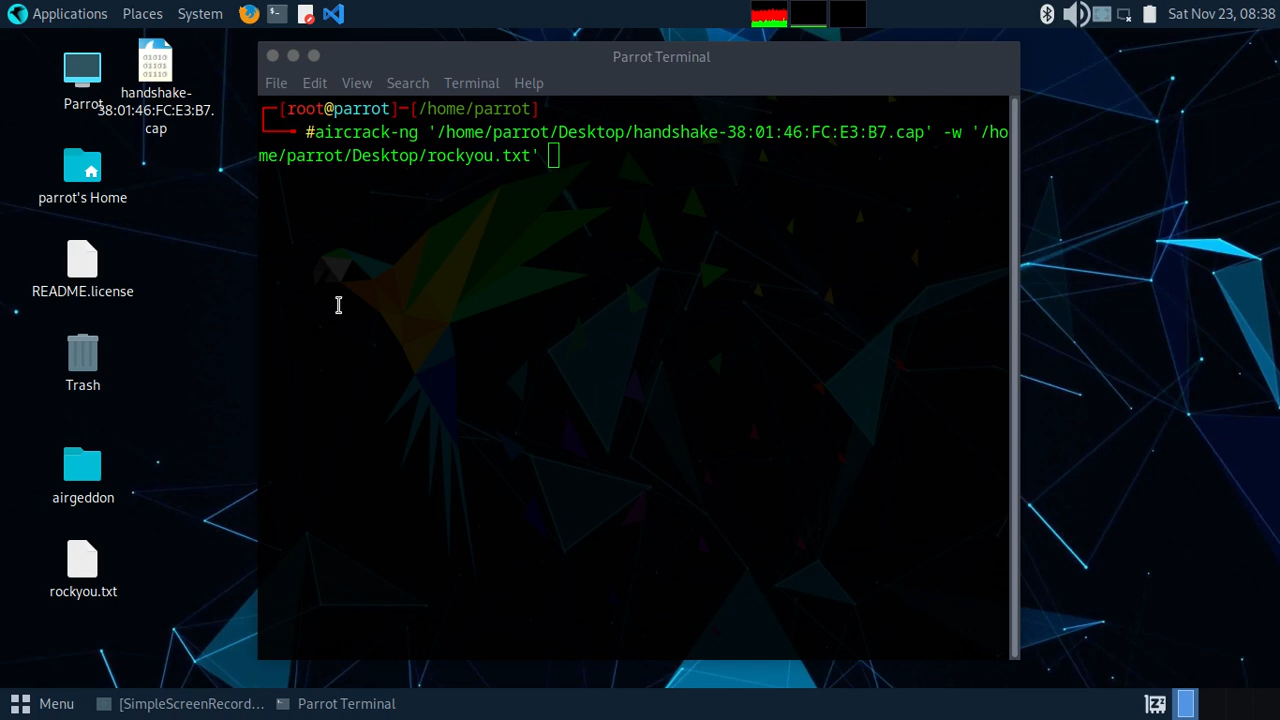 Applications Places System
Sat Nov 23, 08:38
Parrot
handshake-
38:01:46:FC:E3:B7.
cap
parrot's Home
README.license
Trash
airgeddon
rockyou.txt
Parrot Terminal
File Edit View Search Terminal Help
┌─[root@parrot]─[/home/parrot]
└──╼ #aircrack-ng '/home/parrot/Desktop/handshake-38:01:46:FC:E3:B7.cap' -w '/ho
me/parrot/Desktop/rockyou.txt'
Menu [SimpleScreenRecord... Parrot Terminal